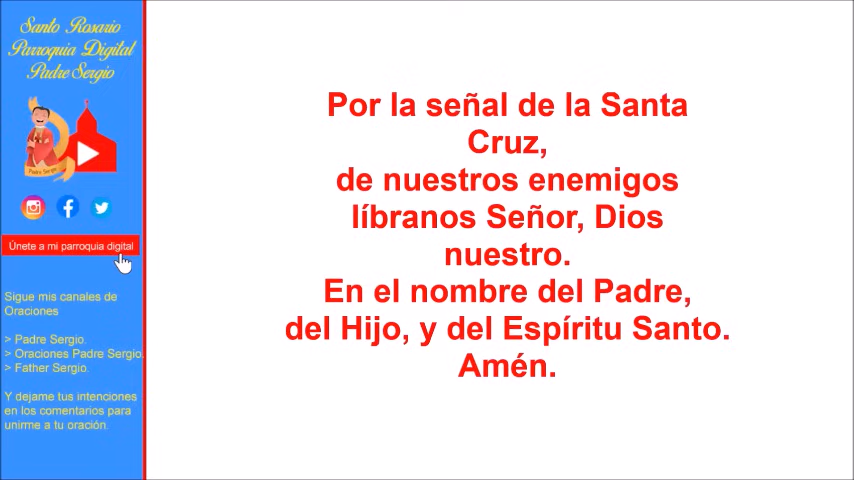 Santo Rosario
Parroquia Digital
Padre Sergio
Padre Sergio
Únete a mi parroquia digital
Sigue mis canales de
Oraciones
> Padre Sergio.
> Oraciones Padre Sergio.
> Father Sergio.
Y dejame tus intenciones
en los comentarios para
unirme a tu oración.
Por la señal de la Santa
Cruz,
de nuestros enemigos
líbranos Señor, Dios
nuestro.
En el nombre del Padre,
del Hijo, y del Espíritu Santo.
Amén.